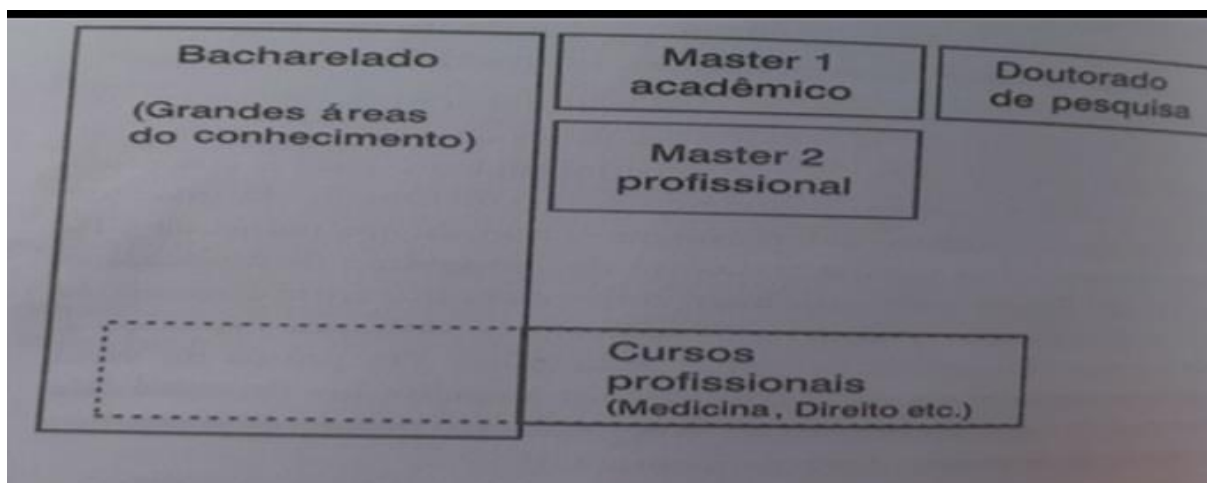 Bacharelado
(Grandes áreas
do conhecimento)
Master 1
acadêmico
Master 2
profissional
Doutorado
de pesquisa
Cursos
profissionais
(Medicina, Direito etc.)